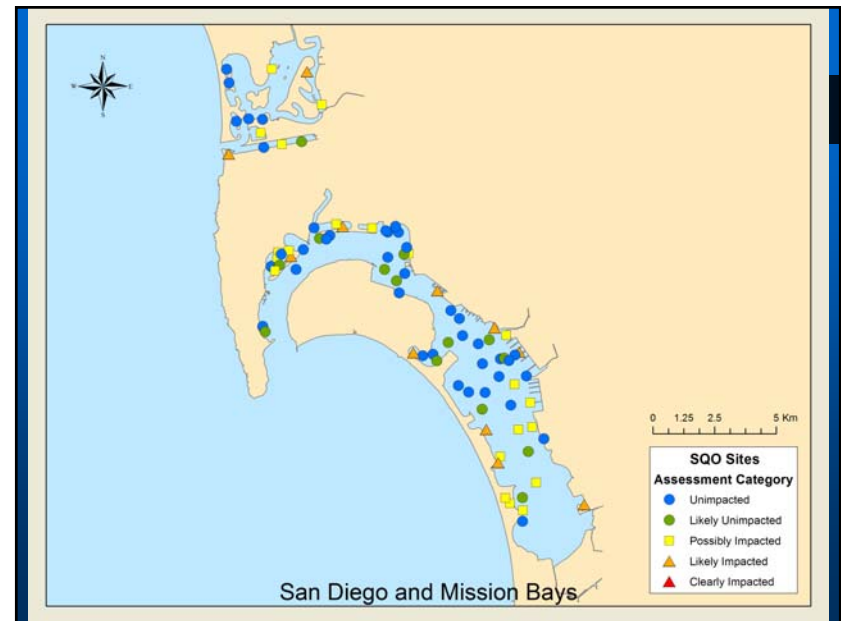 N
W E
S
0 1.25 2.5 5 Km
SQO Sites
Assessment Category
Unimpacted
Likely Unimpacted
Possibly Impacted
Likely Impacted
Clearly Impacted
San Diego and Mission Bays